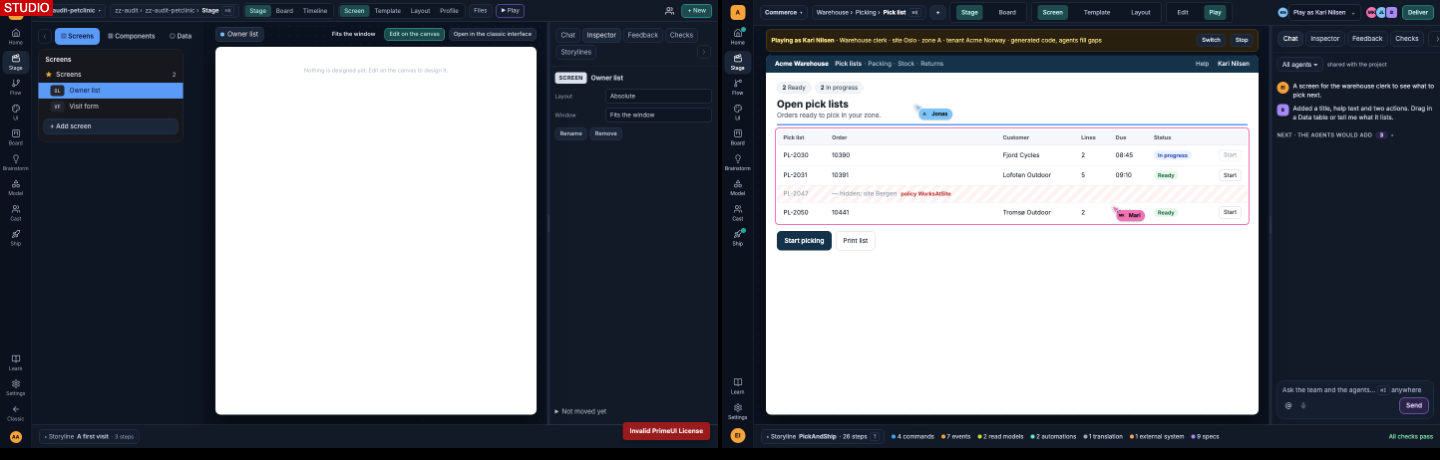 STUDIO
audit-petclinic
zz-audit › zz-audit-petclinic › Stage
Stage Board Timeline
Screen Template Layout Profile
Files
Play
+ New
Home
Stage
Flow
UI
Board
Brainstorm
Model
Cast
Ship
Learn
Settings
Classic
AA
Screens Components Data
Screens
Screens 2
OL Owner list
VF Visit form
+ Add screen
Owner list
Fits the window
Edit on the canvas
Open in the classic interface
Nothing is designed yet. Edit on the canvas to design it.
Chat Inspector Feedback Checks
Storylines
SCREEN Owner list
Layout Absolute
Window Fits the window
Rename Remove
Not moved yet
Invalid PrimeUI License
Storyline A first visit · 3 steps
A
Commerce
Warehouse › Picking › Pick list
+
Stage Board
Screen Template Layout
Edit Play
Play as Kari Nilsen
Deliver
Home
Stage
Flow
UI
Board
Brainstorm
Model
Cast
Ship
Learn
Settings
EI
Playing as Kari Nilsen · Warehouse clerk · site Oslo · zone A · tenant Acme Norway · generated code, agents fill gaps
Switch Stop
Acme Warehouse Pick lists · Packing · Stock · Returns
Help Kari Nilsen
2 Ready 2 In progress
Open pick lists
Orders ready to pick in your zone.
Jonas
Pick list Order Customer Lines Due Status
PL-2030 10390 Fjord Cycles 2 08:45 In progress Start
PL-2031 10391 Lofoten Outdoor 5 09:10 Ready Start
PL-2047 — hidden: site Bergen policy WorksAtSite
PL-2050 10441 Tromsø Outdoor 2 Ready Start
Mari
Start picking Print list
Chat Inspector Feedback Checks
All agents shared with the project
A screen for the warehouse clerk to see what to
pick next.
Added a title, help text and two actions. Drag in
a Data table or tell me what it lists.
NEXT · THE AGENTS WOULD ADD 3
Ask the team and the agents... anywhere
@
Send
Storyline PickAndShip · 26 steps
4 commands 7 events 2 read models 2 automations 1 translation 1 external system 9 specs
All checks pass